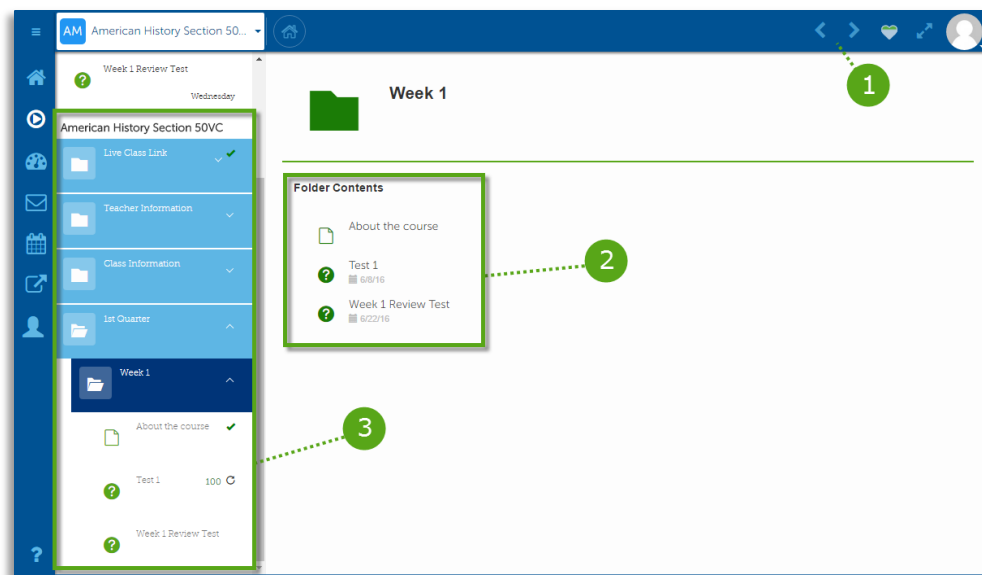 AM American History Section 50...
1
Week 1 Review Test
Wednesday
American History Section 50VC
Live Class Link
Teacher Information
Class Information
1st Quarter
Week 1
About the course
Test 1 100
Week 1 Review Test
3
?
Week 1
Folder Contents
About the course
Test 1
6/8/16
Week 1 Review Test
6/22/16
2